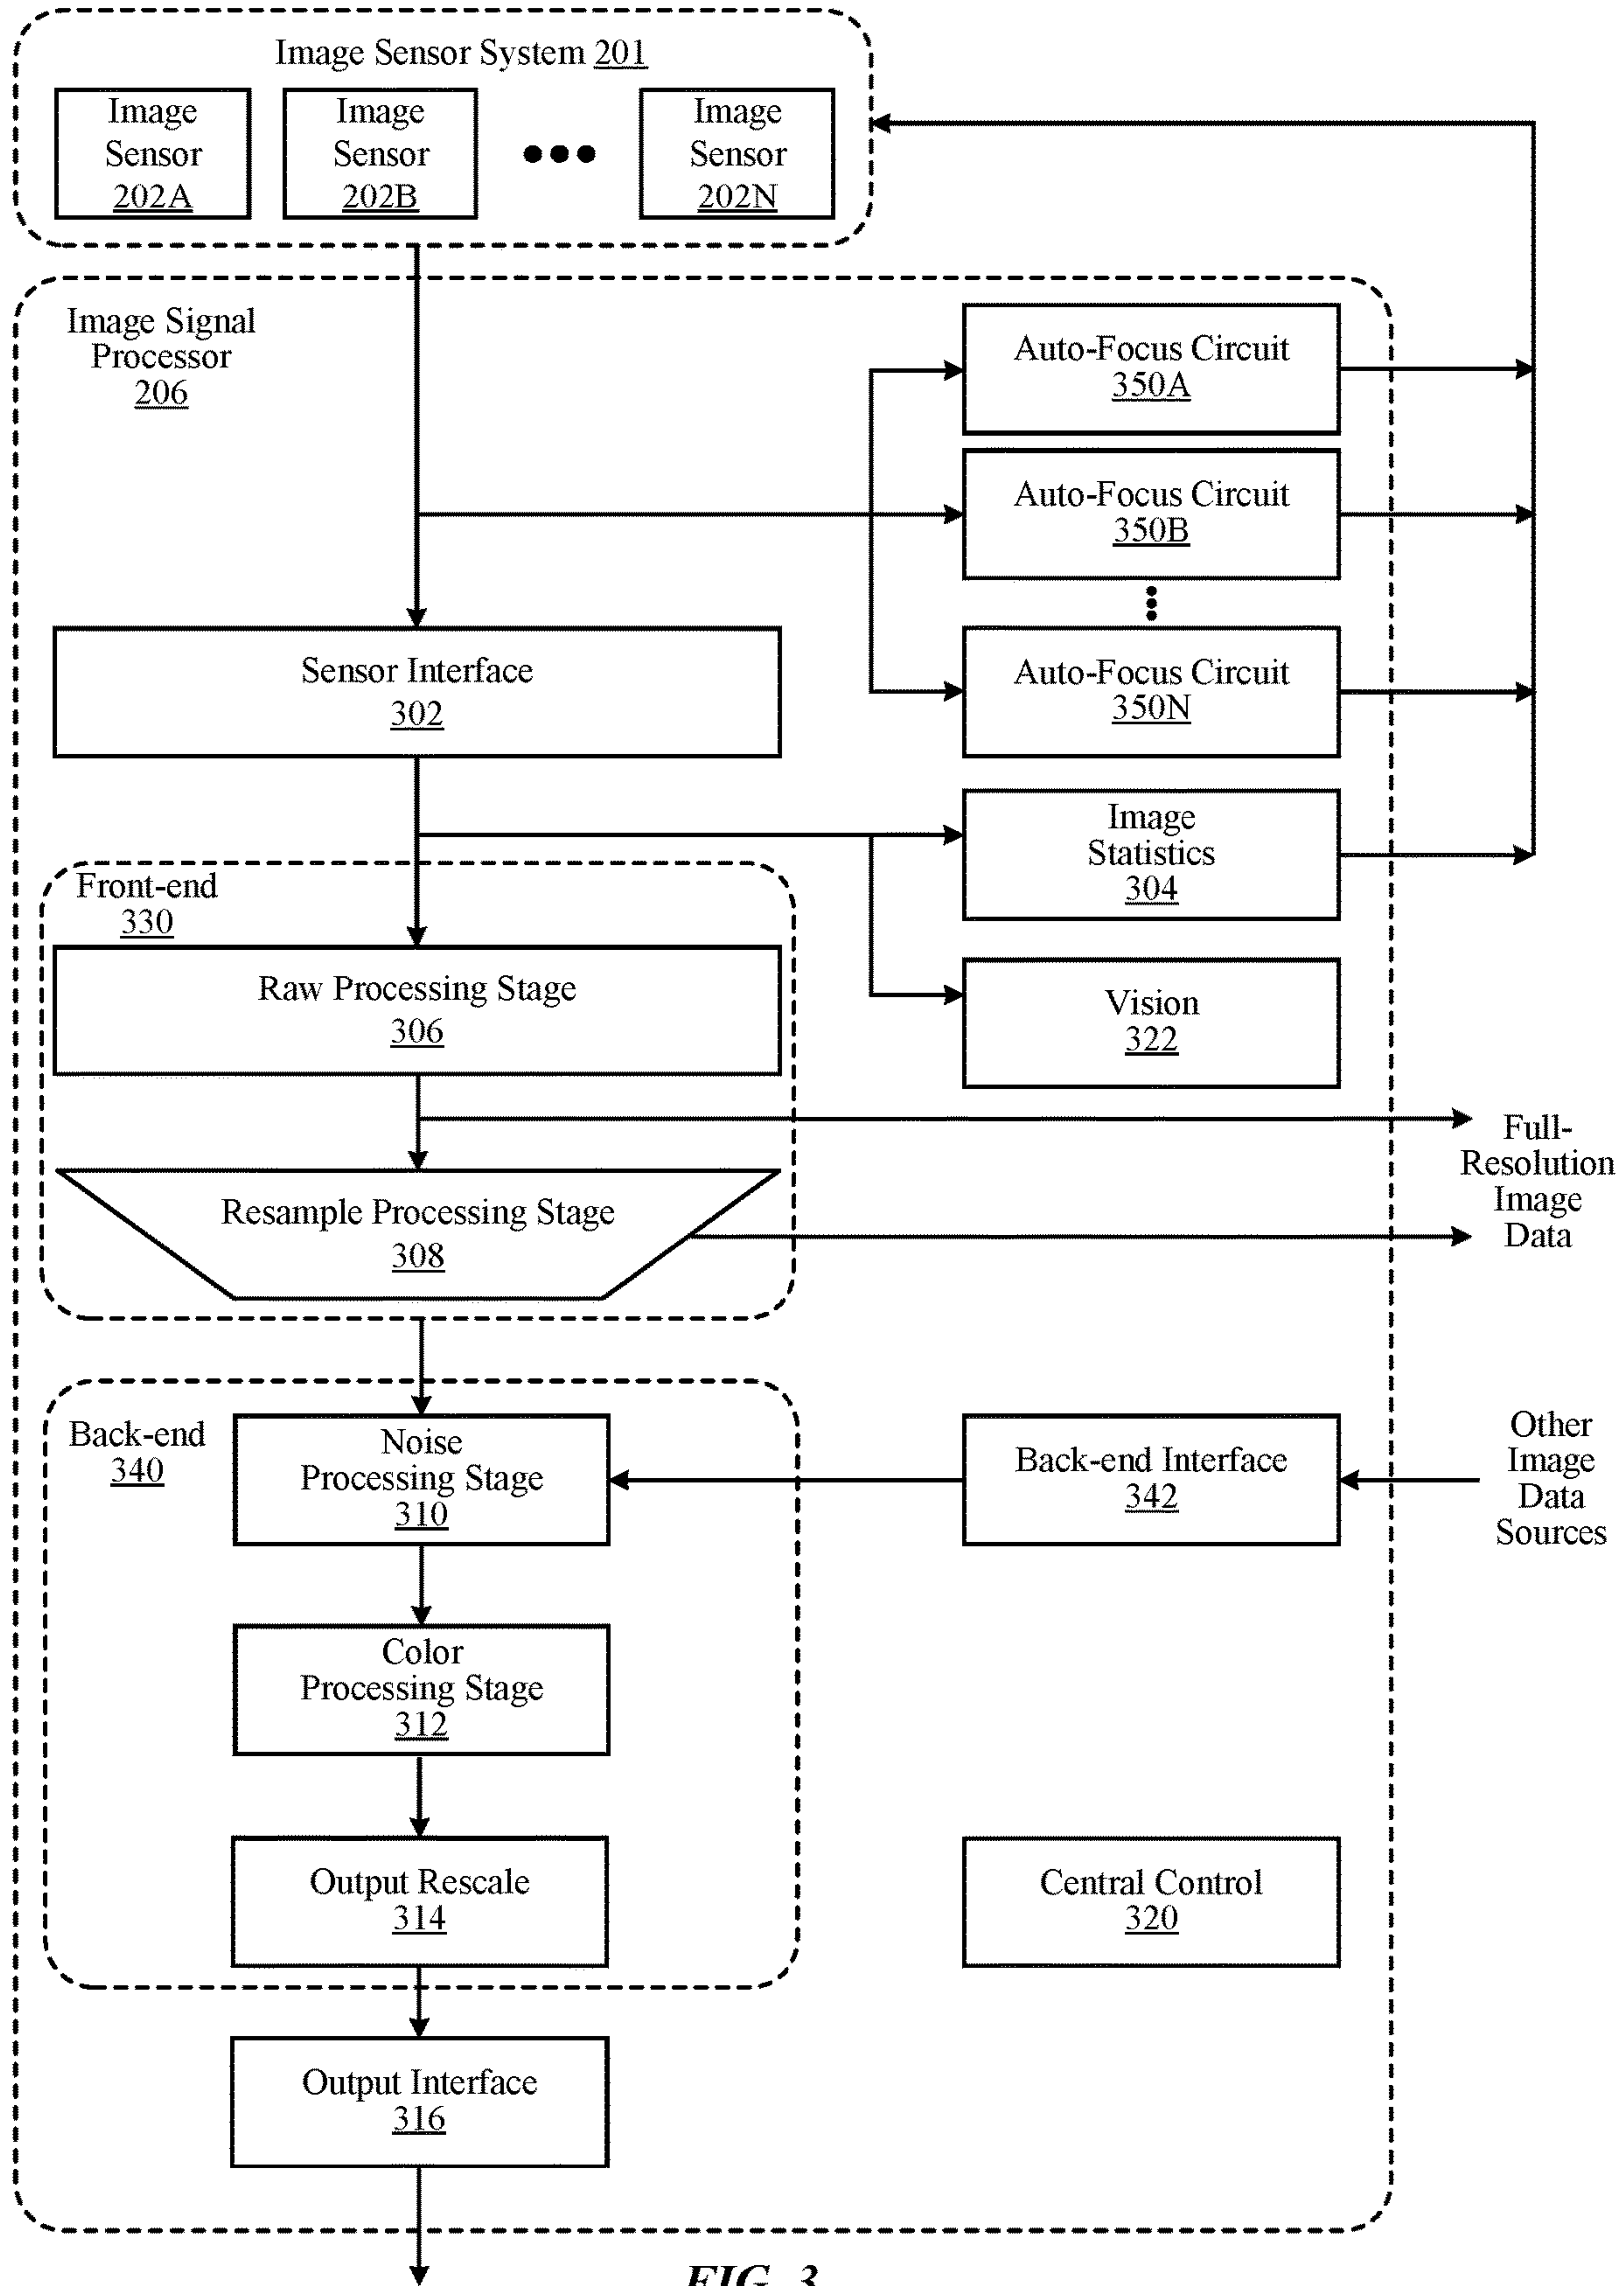 Image Sensor System 201
Image
Sensor
202A
Image
Sensor
202B
Image
Sensor
202N
Image Signal
Processor
206
Auto-Focus Circuit
350A
Auto-Focus Circuit
350B
Auto-Focus Circuit
350N
Sensor Interface
302
Image
Statistics
304
Front-end
330
Raw Processing Stage
306
Vision
322
Full-
Resolution
Image
Data
Resample Processing Stage
308
Back-end
340
Noise
Processing Stage
310
Back-end Interface
342
Other
Image
Data
Sources
Color
Processing Stage
312
Output Rescale
314
Central Control
320
Output Interface
316
FIG. 3